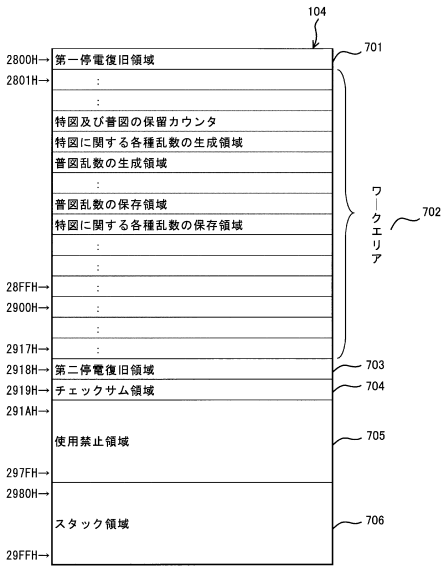 104
2800H→ 第一停電復旧領域 701
2801H→ :
:
特図及び普図の保留カウンタ
特図に関する各種乱数の生成領域
普図乱数の生成領域
:
普図乱数の保存領域
特図に関する各種乱数の保存領域
ワークエリア 702
:
:
28FFH→ :
2900H→ :
:
2917H→ :
2918H→ 第二停電復旧領域 703
2919H→ チェックサム領域 704
291AH→
使用禁止領域 705
297FH→
2980H→
スタック領域 706
29FFH→